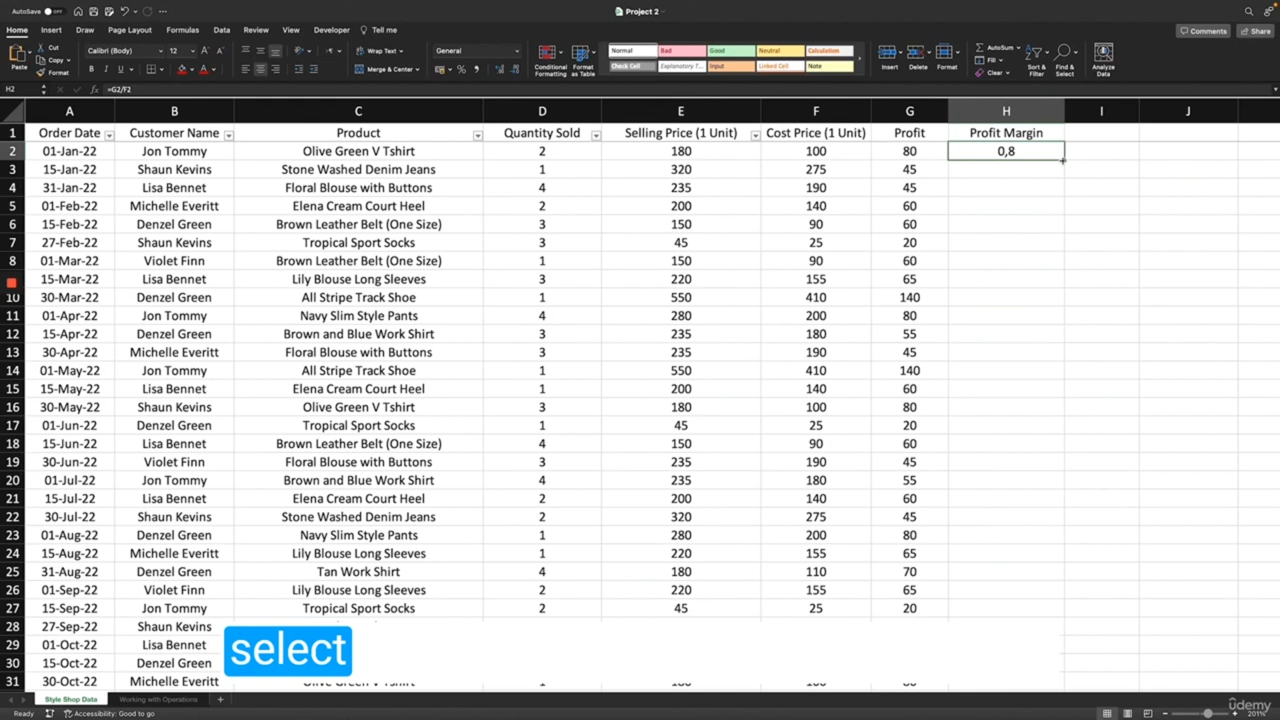 AutoSave OFF Project 2
Home Insert Draw Page Layout Formulas Data Review View Developer Tell me Comments Share
Paste Cut Copy Format Calibri (Body) 12 Wrap Text Merge & Center General Conditional Formatting Format as Table Normal Bad Good Neutral Calculation Check Cell Explanatory T... Input Linked Cell Note Insert Delete Format AutoSum Fill Clear Sort & Filter Find & Select Analyze Data
H2 fx =G2/F2
A B C D E F G H I J
1 Order Date Customer Name Product Quantity Sold Selling Price (1 Unit) Cost Price (1 Unit) Profit Profit Margin
2 01-Jan-22 Jon Tommy Olive Green V Tshirt 2 180 100 80 0,8
3 15-Jan-22 Shaun Kevins Stone Washed Denim Jeans 1 320 275 45
4 31-Jan-22 Lisa Bennet Floral Blouse with Buttons 4 235 190 45
5 01-Feb-22 Michelle Everitt Elena Cream Court Heel 2 200 140 60
6 15-Feb-22 Denzel Green Brown Leather Belt (One Size) 3 150 90 60
7 27-Feb-22 Shaun Kevins Tropical Sport Socks 3 45 25 20
8 01-Mar-22 Violet Finn Brown Leather Belt (One Size) 1 150 90 60
15-Mar-22 Lisa Bennet Lily Blouse Long Sleeves 3 220 155 65
10 30-Mar-22 Denzel Green All Stripe Track Shoe 1 550 410 140
11 01-Apr-22 Jon Tommy Navy Slim Style Pants 4 280 200 80
12 15-Apr-22 Denzel Green Brown and Blue Work Shirt 3 235 180 55
13 30-Apr-22 Michelle Everitt Floral Blouse with Buttons 3 235 190 45
14 01-May-22 Jon Tommy All Stripe Track Shoe 1 550 410 140
15 15-May-22 Lisa Bennet Elena Cream Court Heel 1 200 140 60
16 30-May-22 Shaun Kevins Olive Green V Tshirt 3 180 100 80
17 01-Jun-22 Denzel Green Tropical Sport Socks 1 45 25 20
18 15-Jun-22 Lisa Bennet Brown Leather Belt (One Size) 4 150 90 60
19 30-Jun-22 Violet Finn Floral Blouse with Buttons 3 235 190 45
20 01-Jul-22 Jon Tommy Brown and Blue Work Shirt 4 235 180 55
21 15-Jul-22 Lisa Bennet Elena Cream Court Heel 2 200 140 60
22 30-Jul-22 Shaun Kevins Stone Washed Denim Jeans 2 320 275 45
23 01-Aug-22 Denzel Green Navy Slim Style Pants 1 280 200 80
24 15-Aug-22 Michelle Everitt Lily Blouse Long Sleeves 1 220 155 65
25 31-Aug-22 Denzel Green Tan Work Shirt 4 180 110 70
26 01-Sep-22 Violet Finn Lily Blouse Long Sleeves 2 220 155 65
27 15-Sep-22 Jon Tommy Tropical Sport Socks 2 45 25 20
28 27-Sep-22 Shaun Kevins
29 01-Oct-22 Lisa Bennet
30 15-Oct-22 Denzel Green
31 30-Oct-22 Michelle Everitt
select
Style Shop Data Working with Operations +
Ready Accessibility: Good to go 201%
udemy